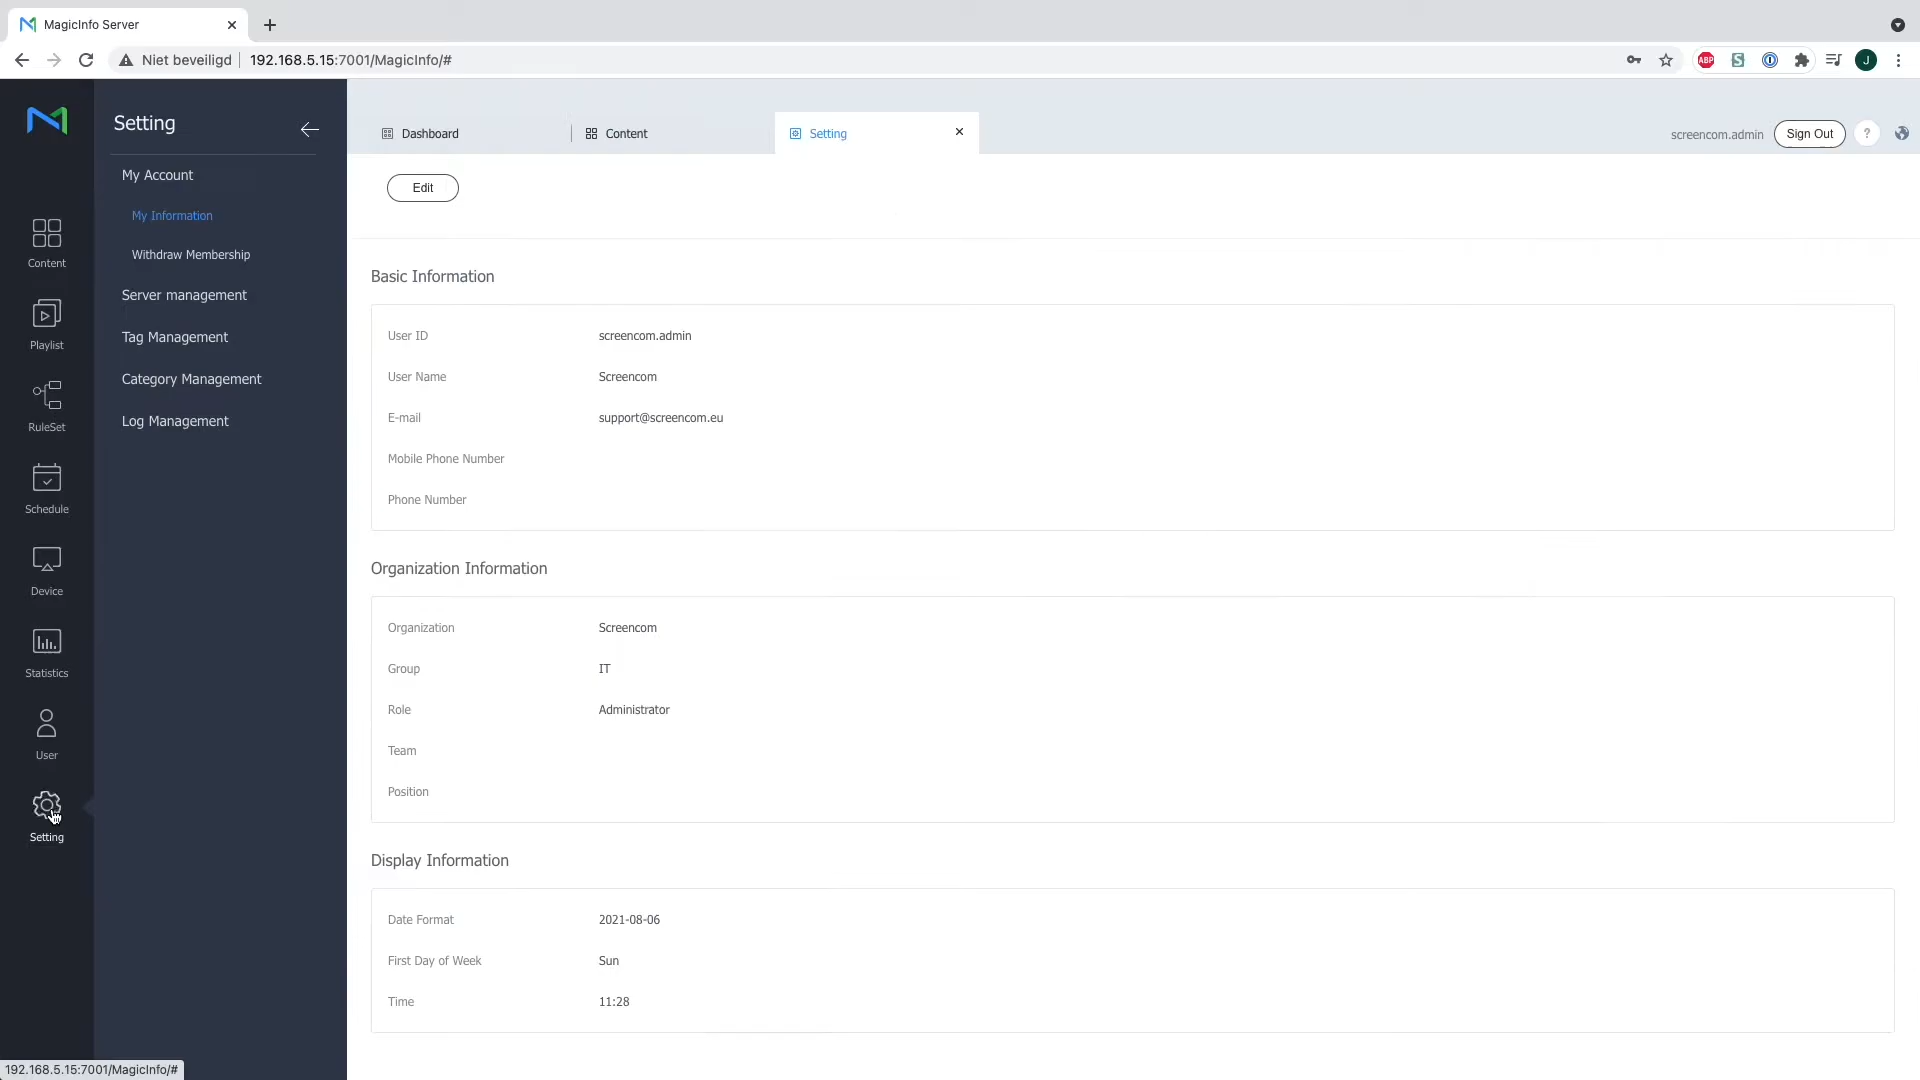 MagicInfo Server
Niet beveiligd
192.168.5.15:7001/MagicInfo/#
ABP
J
Setting
My Account
My Information
Withdraw Membership
Server management
Tag Management
Category Management
Log Management
Content
Playlist
RuleSet
Schedule
Device
Statistics
User
Setting
Dashboard
Content
Setting
screencom.admin
Sign Out
?
Edit
Basic Information
User ID screencom.admin
User Name Screencom
E-mail support@screencom.eu
Mobile Phone Number
Phone Number
Organization Information
Organization Screencom
Group IT
Role Administrator
Team
Position
Display Information
Date Format 2021-08-06
First Day of Week Sun
Time 11:28
192.168.5.15:7001/MagicInfo/#